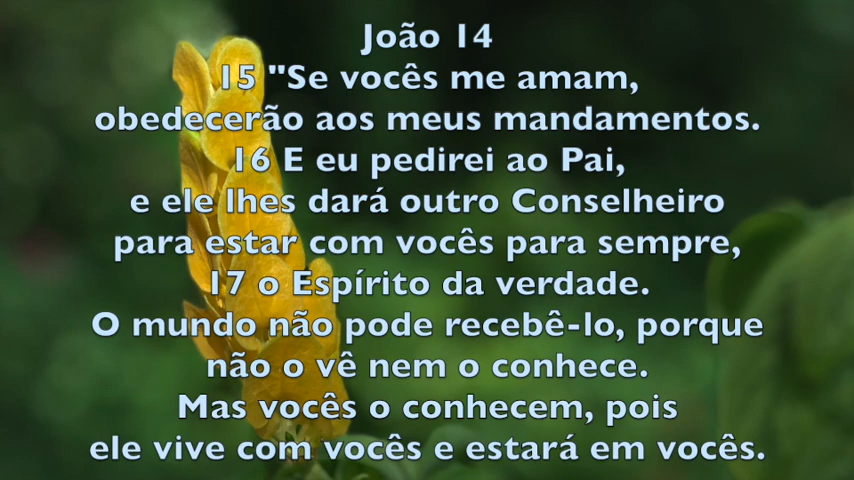 João 14
15 "Se vocês me amam,
obedecerão aos meus mandamentos.
16 E eu pedirei ao Pai,
e ele lhes dará outro Conselheiro
para estar com vocês para sempre,
17 o Espírito da verdade.
O mundo não pode recebê-lo, porque
não o vê nem o conhece.
Mas vocês o conhecem, pois
ele vive com vocês e estará em vocês.